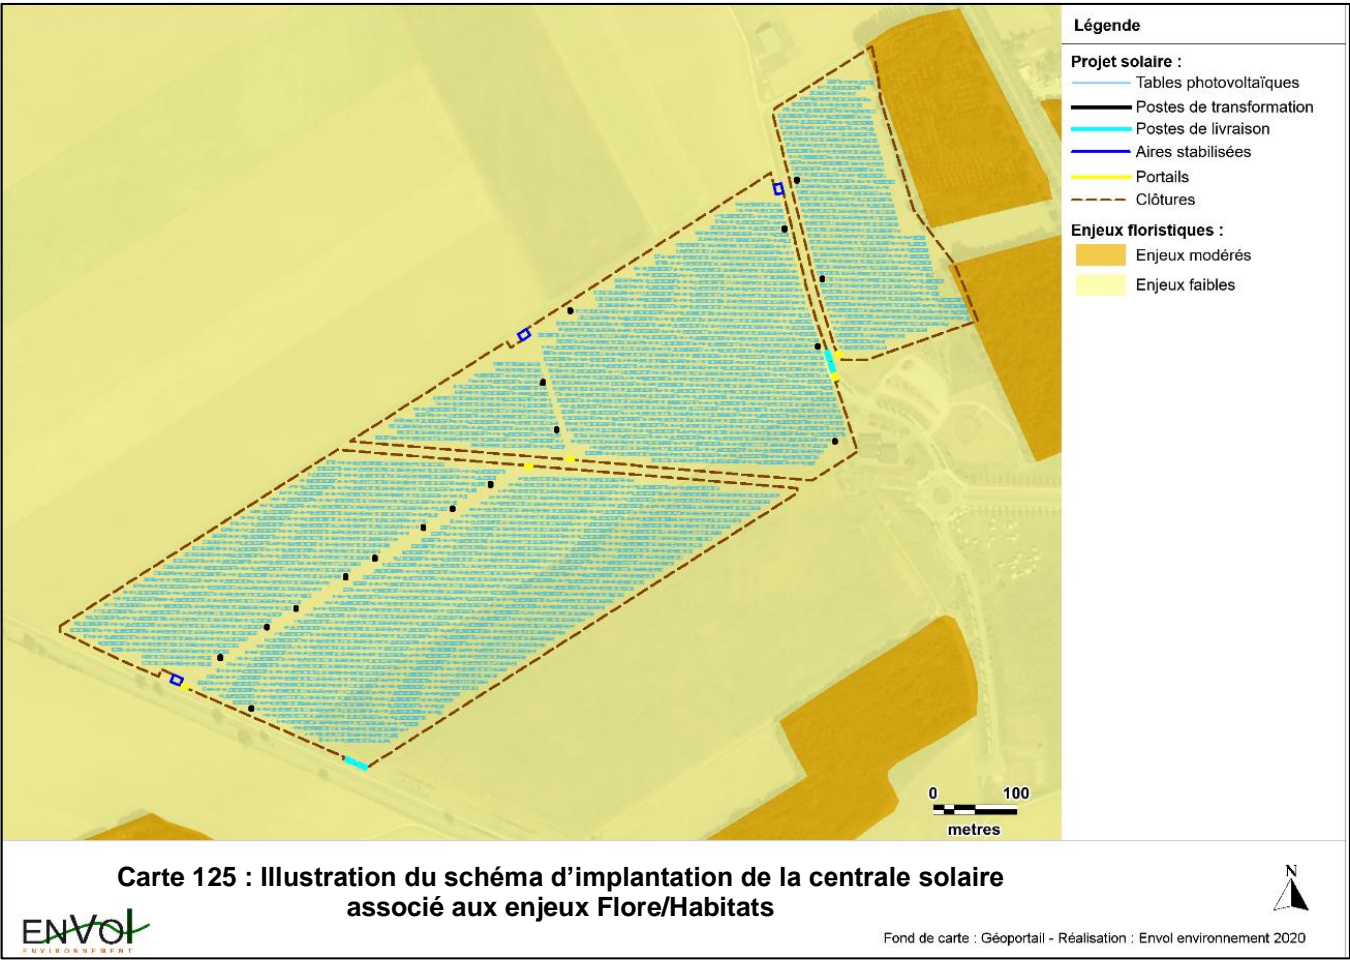 Légende
Projet solaire :
Tables photovoltaïques
Postes de transformation
Postes de livraison
Aires stabilisées
Portails
Clôtures
Enjeux floristiques :
Enjeux modérés
Enjeux faibles
0 100
metres
Carte 125 : Illustration du schéma d'implantation de la centrale solaire
associé aux enjeux Flore/Habitats
N
ENVOl
ENVIRONNEMENT
Fond de carte : Géoportail - Réalisation : Envol environnement 2020